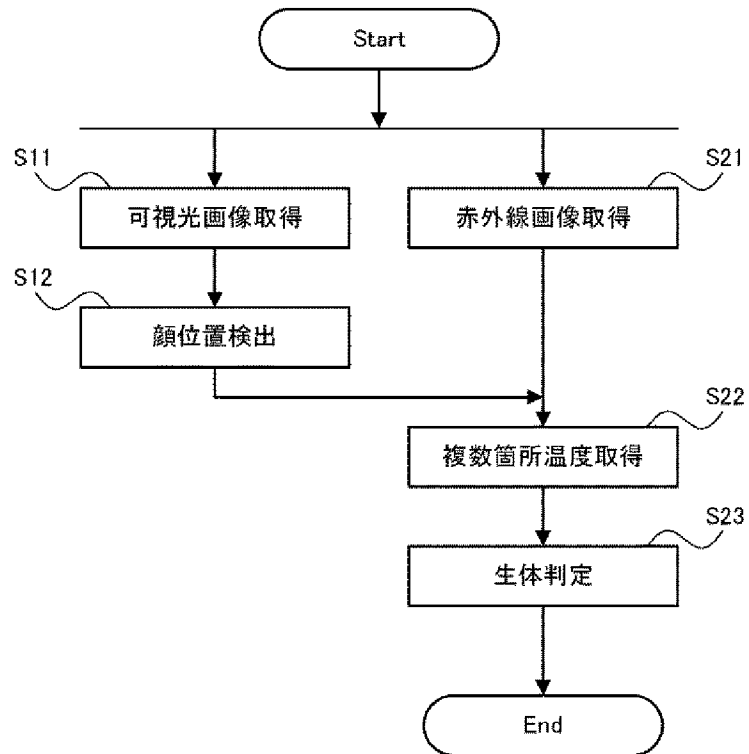 Start
S11
可視光画像取得
S21
赤外線画像取得
S12
顔位置検出
S22
複数箇所温度取得
S23
生体判定
End